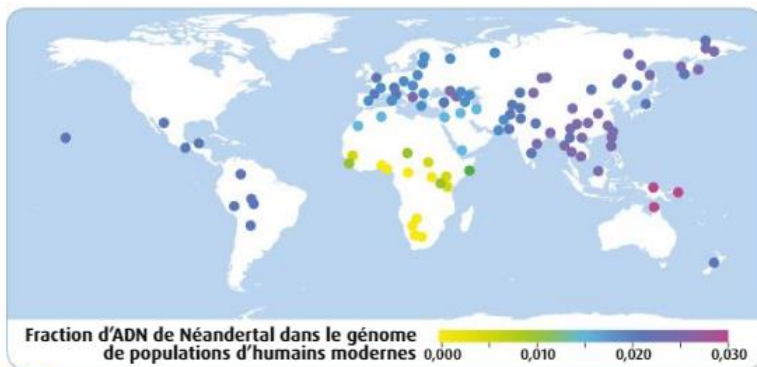 Fraction d'ADN de Néandertal dans le génome
de populations d'humains modernes
0,000 0,010 0,020 0,030